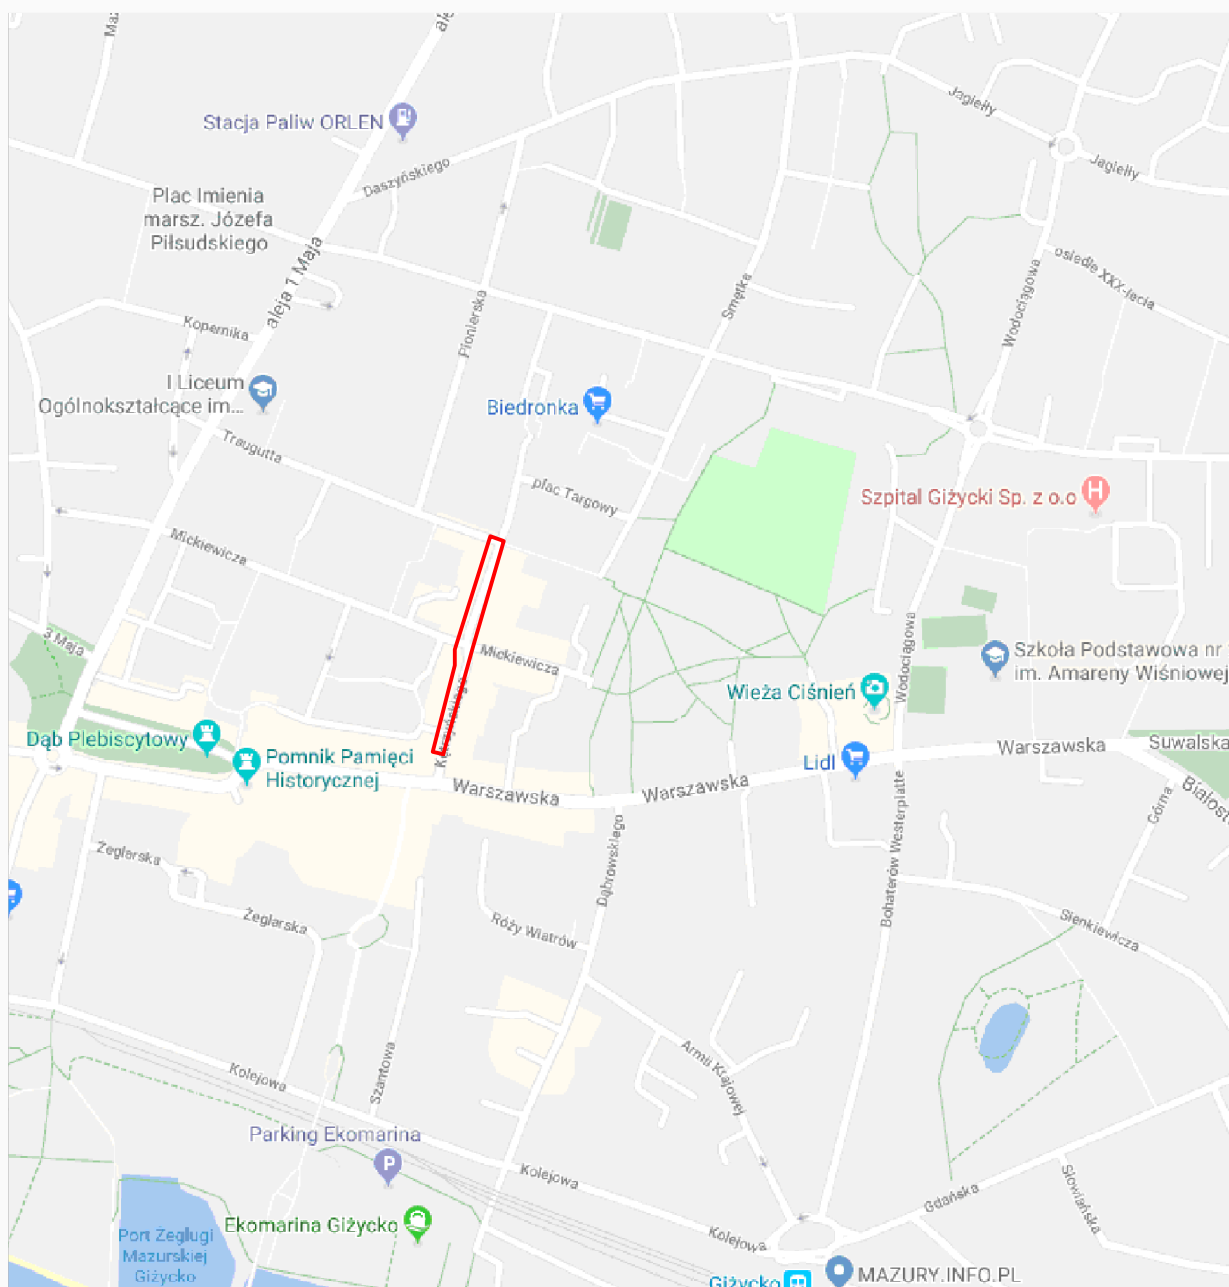 Stacja Paliw ORLEN
Jagiełły
Jagiełły
Daszyńskiego
Plac Imienia
marsz. Józefa
Piłsudskiego
aleja 1 Maja
osiedle XXX-lecia
Smętka
Wodociągowa
Pionierska
Kopernika
I Liceum
Ogólnokształcące im...
Biedronka
Traugutta
plac Targowy
Szpital Giżycki Sp. z o.o
Mickiewicza
3 Maja
Mickiewicza
Wodociągowa
Szkoła Podstawowa nr
im. Amareny Wiśniowej
Wieża Ciśnień
Dąb Plebiscytowy
Pomnik Pamięci
Historycznej
Warszawska
Warszawska
Warszawska
Suwalska
Lidl
Górna
Żeglarska
Dąbrowskiego
Bohaterów Westerplatte
Żeglarska
Róży Wiatrów
Sienkiewicza
Kolejowa
Szantowa
Armii Krajowej
Parking Ekomarina
P
H
Kolejowa
Gdańska
Słowiańska
Ekomarina Giżycko
Port Żeglugi
Mazurskiej
Giżycko
Kolejowa
Giżycko
MAZURY.INFO.PL